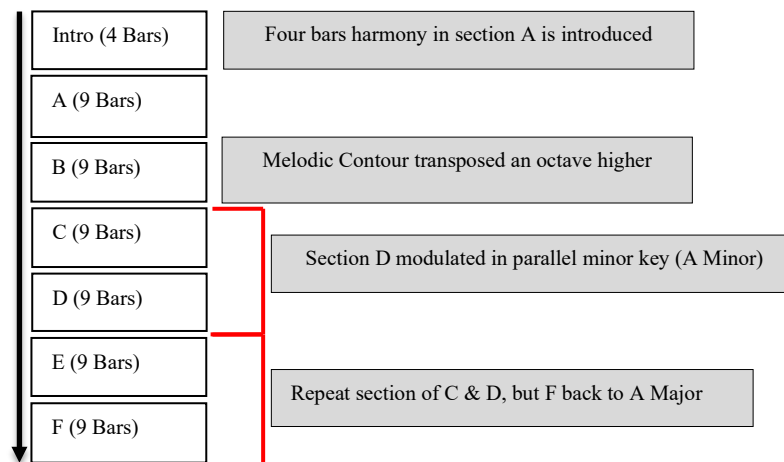 Intro (4 Bars)
Four bars harmony in section A is introduced
A (9 Bars)
B (9 Bars)
Melodic Contour transposed an octave higher
C (9 Bars)
Section D modulated in parallel minor key (A Minor)
D (9 Bars)
E (9 Bars)
Repeat section of C & D, but F back to A Major
F (9 Bars)